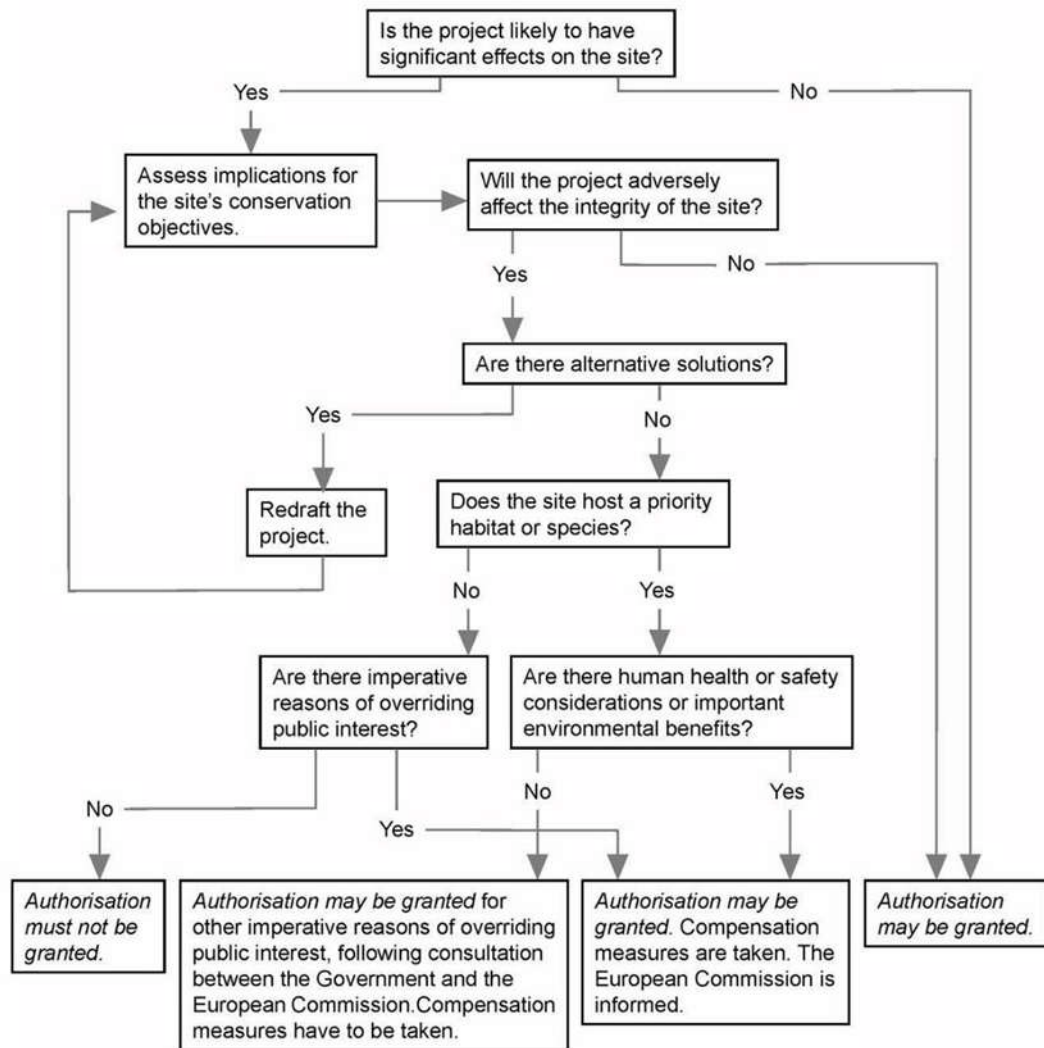 Is the project likely to have
significant effects on the site?
Yes
No
Assess implications for
the site's conservation
objectives.
Will the project adversely
affect the integrity of the site?
Yes
No
Are there alternative solutions?
Yes
No
Redraft the
project.
Does the site host a priority
habitat or species?
No
Yes
Are there imperative
reasons of overriding
public interest?
Are there human health or safety
considerations or important
environmental benefits?
No
Yes
No
Yes
Authorisation
must not be
granted.
Authorisation may be granted for
other imperative reasons of overriding
public interest, following consultation
between the Government and the
European Commission.Compensation
measures have to be taken.
Authorisation may be
granted. Compensation
measures are taken. The
European Commission is
informed.
Authorisation
may be granted.